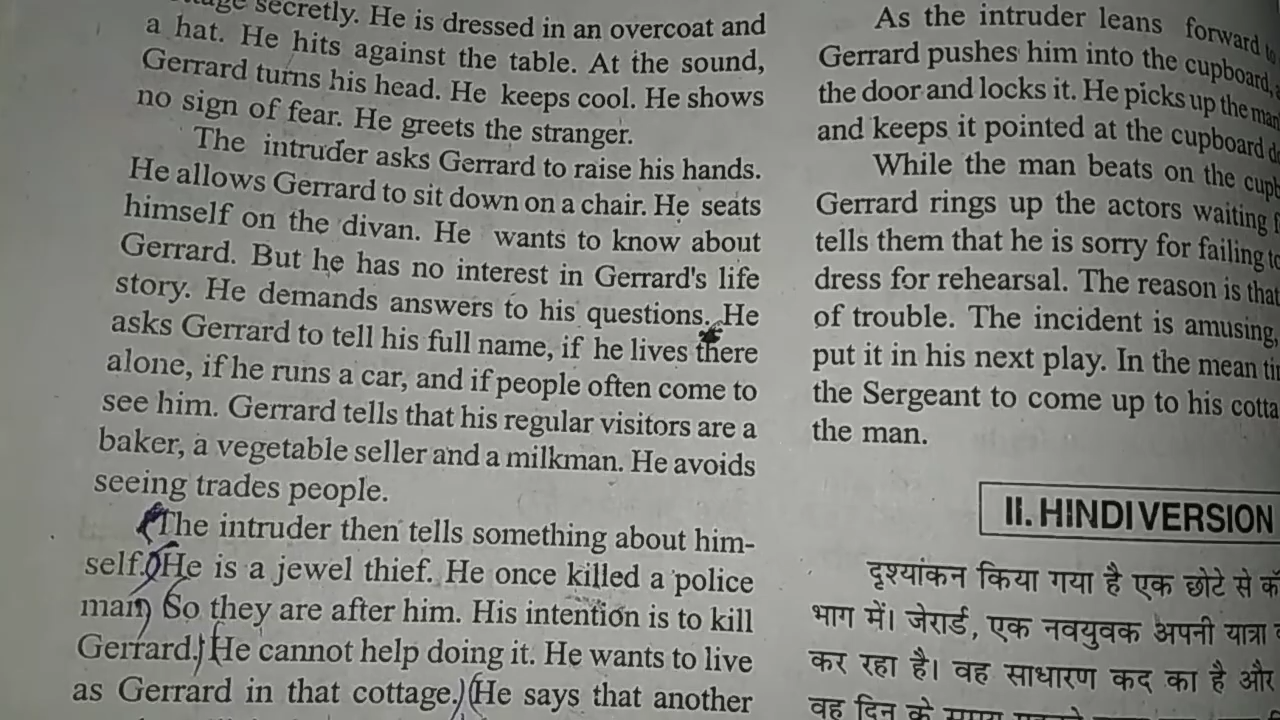 secretly. He is dressed in an overcoat and
a hat. He hits against the table. At the sound,
Gerrard turns his head. He keeps cool. He shows
no sign of fear. He greets the stranger.
The intruder asks Gerrard to raise his hands.
He allows Gerrard to sit down on a chair. He seats
himself on the divan. He wants to know about
Gerrard. But he has no interest in Gerrard's life
story. He demands answers to his questions. He
asks Gerrard to tell his full name, if he lives there
alone, if he runs a car, and if people often come to
see him. Gerrard tells that his regular visitors are a
baker, a vegetable seller and a milkman. He avoids
seeing trades people.
The intruder then tells something about him-
self. He is a jewel thief. He once killed a police
man. So they are after him. His intention is to kill
Gerrard. He cannot help doing it. He wants to live
as Gerrard in that cottage. He says that another
As the intruder leans forward to
Gerrard pushes him into the cupboard,
the door and locks it. He picks up the
and keeps it pointed at the cupboard
While the man beats on the
Gerrard rings up the actors waiting
tells them that he is sorry for failing
dress for rehearsal. The reason is that
of trouble. The incident is amusing,
put it in his next play. In the mean
the Sergeant to come up to his
the man.
II. HINDI VERSION
दृश्यांकन किया गया है एक छोटे से
भाग में। जेरार्ड, एक नवयुवक अपनी यात्रा
कर रहा है। वह साधारण कद का है और
वह दिन के